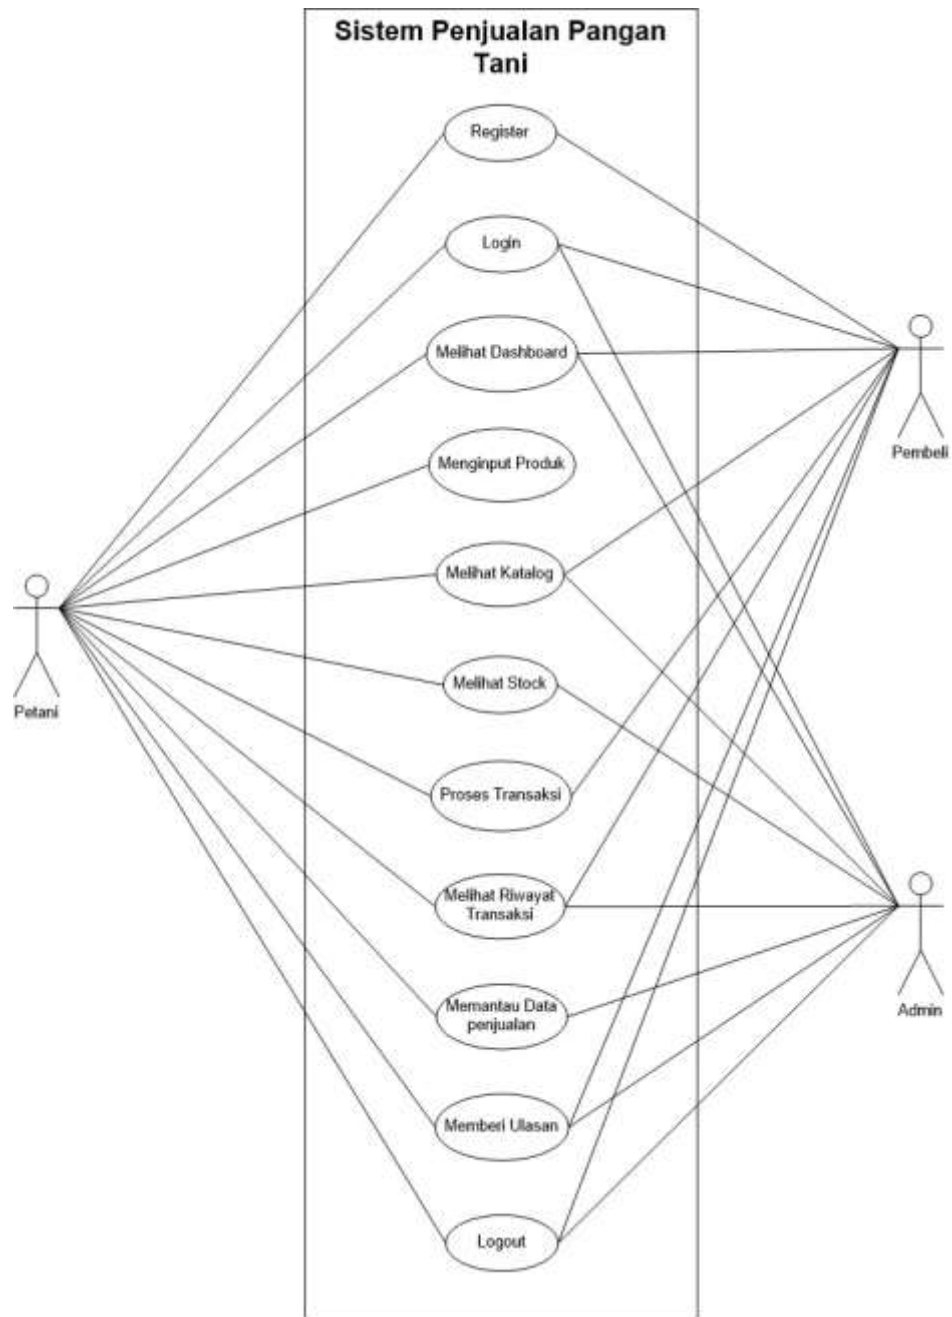 Sistem Penjualan Pangan
Tani
Register
Login
Melihat Dashboard
Pembeli
Menginput Produk
Melihat Katalog
Petani
Melihat Stock
Proses Transaksi
Melihat Riwayat
Transaksi
Admin
Memantau Data
penjualan
Memberi Ulasan
Logout